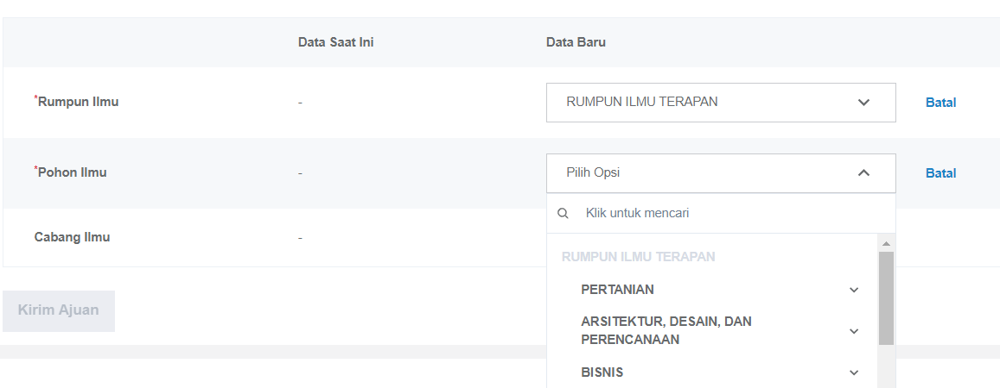 Data Saat Ini Data Baru
*Rumpun Ilmu - RUMPUN ILMU TERAPAN Batal
*Pohon Ilmu - Pilih Opsi Batal
Klik untuk mencari
Cabang Ilmu -
RUMPUN ILMU TERAPAN
PERTANIAN
Kirim Ajuan
ARSITEKTUR, DESAIN, DAN
PERENCANAAN
BISNIS